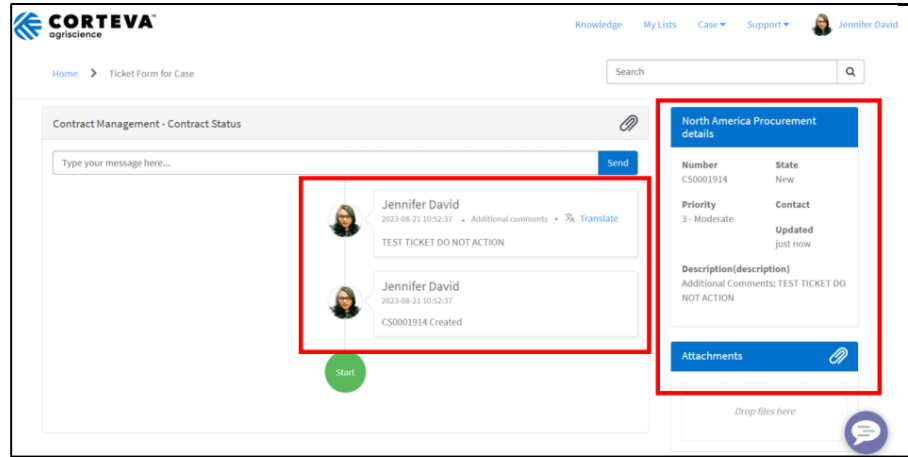 CORTEVA™
agriscience
Knowledge My Lists Case Support Jennifer David
Home > Ticket Form for Case
Search
Contract Management - Contract Status
Type your message here... Send
Jennifer David
2023-08-21 10:52:37 • Additional comments • Translate
TEST TICKET DO NOT ACTION
Jennifer David
2023-08-21 10:52:37
CS0001914 Created
Start
North America Procurement
details
Number State
CS0001914 New
Priority Contact
3 - Moderate
Updated
just now
Description(description)
Additional Comments: TEST TICKET DO
NOT ACTION
Attachments
Drop files here